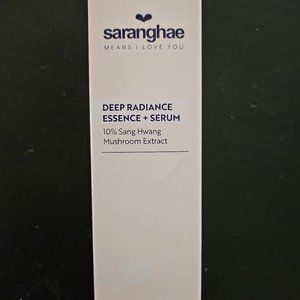 saranghae
MEANS I LOVE YOU
DEEP RADIANCE
ESSENCE + SERUM
10% Sang Hwang
Mushroom Extract